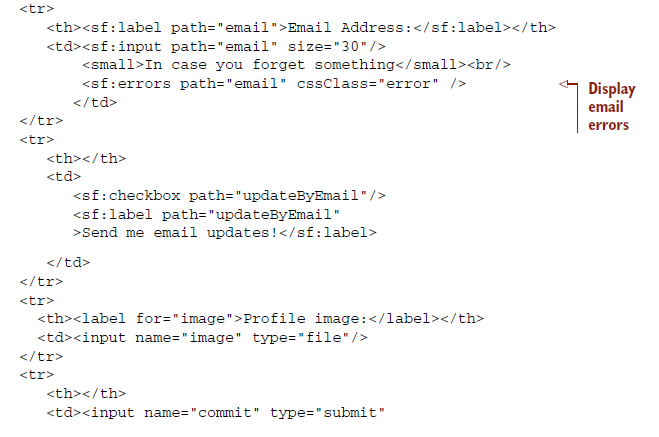 <tr>
<th><sf:label path="email">Email Address:</sf:label></th>
<td><sf:input path="email" size="30"/>
<small>In case you forget something</small><br/>
<sf:errors path="email" cssClass="error" />
</td>
</tr>
<tr>
<th></th>
<td>
<sf:checkbox path="updateByEmail"/>
<sf:label path="updateByEmail"
>Send me email updates!</sf:label>
</td>
</tr>
<tr>
<th><label for="image">Profile image:</label></th>
<td><input name="image" type="file"/>
</tr>
<tr>
<th></th>
<td><input name="commit" type="submit"
Display
email
errors